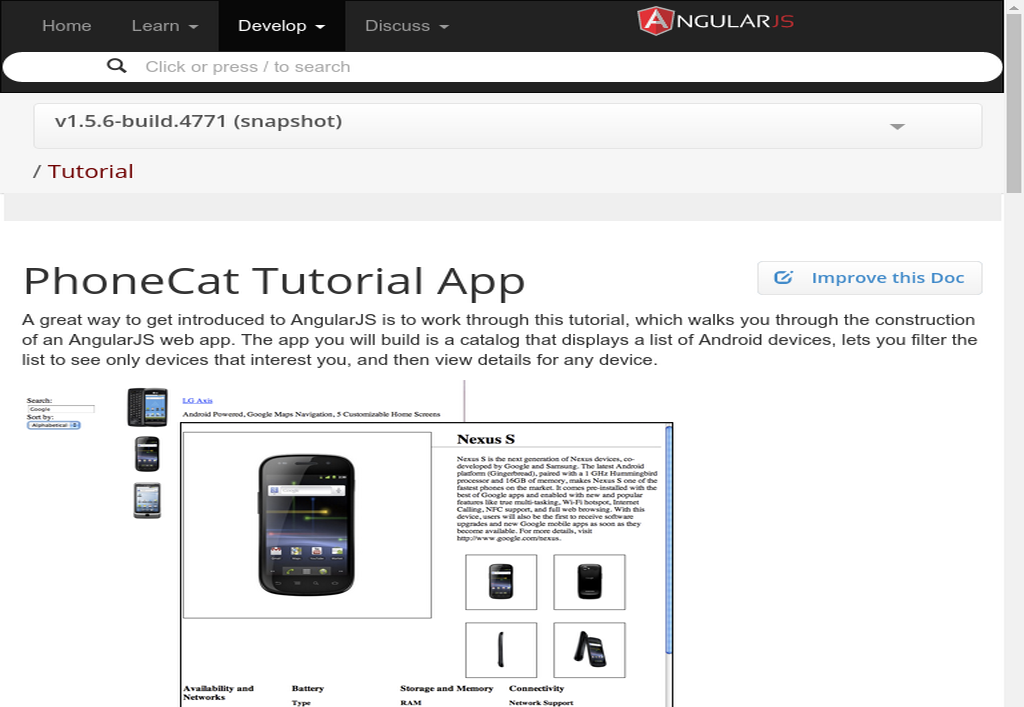 Home Learn Develop Discuss ANGULARJS
Click or press / to search
v1.5.6-build.4771 (snapshot)
/ Tutorial
PhoneCat Tutorial App
Improve this Doc
A great way to get introduced to AngularJS is to work through this tutorial, which walks you through the construction
of an AngularJS web app. The app you will build is a catalog that displays a list of Android devices, lets you filter the
list to see only devices that interest you, and then view details for any device.
Search:
Google
Sort by:
Alphabetical
LG Axis
Android Powered, Google Maps Navigation, 5 Customizable Home Screens
Nexus S
Nexus S is the next generation of Nexus devices, co-
developed by Google and Samsung. The latest Android
platform (Gingerbread), paired with a 1 GHz Hummingbird
processor and 16GB of memory, makes Nexus S one of the
fastest phones on the market. It comes pre-installed with the
best of Google apps and enabled with new and popular
features like true multi-tasking, Wi-Fi hotspot, Internet
Calling, NFC support, and full web browsing. With this
device, users will also be the first to receive software
upgrades and new Google mobile apps as soon as they
become available. For more details, visit
http://www.google.com/nexus.
Availability and
Networks
Battery
Type
Storage and Memory
RAM
Connectivity
Network Support